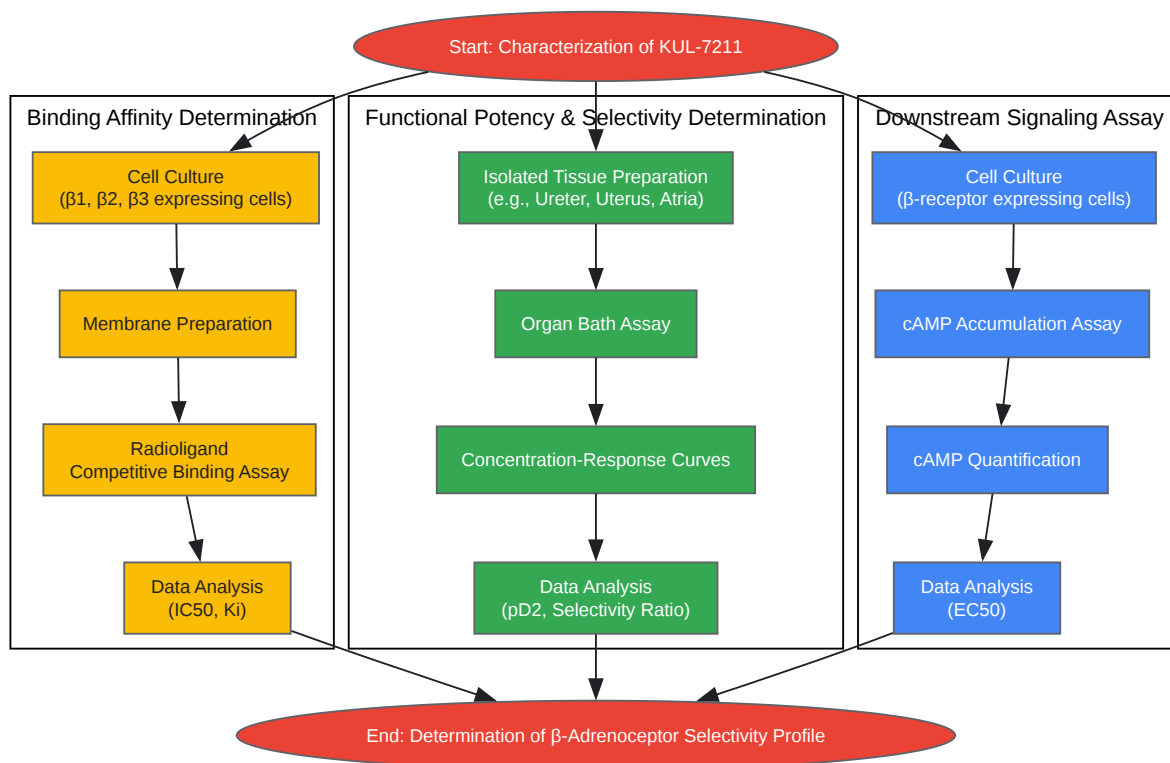 Start: Characterization of KUL-7211
Binding Affinity Determination
Cell Culture
(β1, β2, β3 expressing cells)
Membrane Preparation
Radioligand
Competitive Binding Assay
Data Analysis
(IC50, Ki)
Functional Potency & Selectivity Determination
Isolated Tissue Preparation
(e.g., Ureter, Uterus, Atria)
Organ Bath Assay
Concentration-Response Curves
Data Analysis
(pD2, Selectivity Ratio)
Downstream Signaling Assay
Cell Culture
(β-receptor expressing cells)
cAMP Accumulation Assay
cAMP Quantification
Data Analysis
(EC50)
End: Determination of β-Adrenoceptor Selectivity Profile